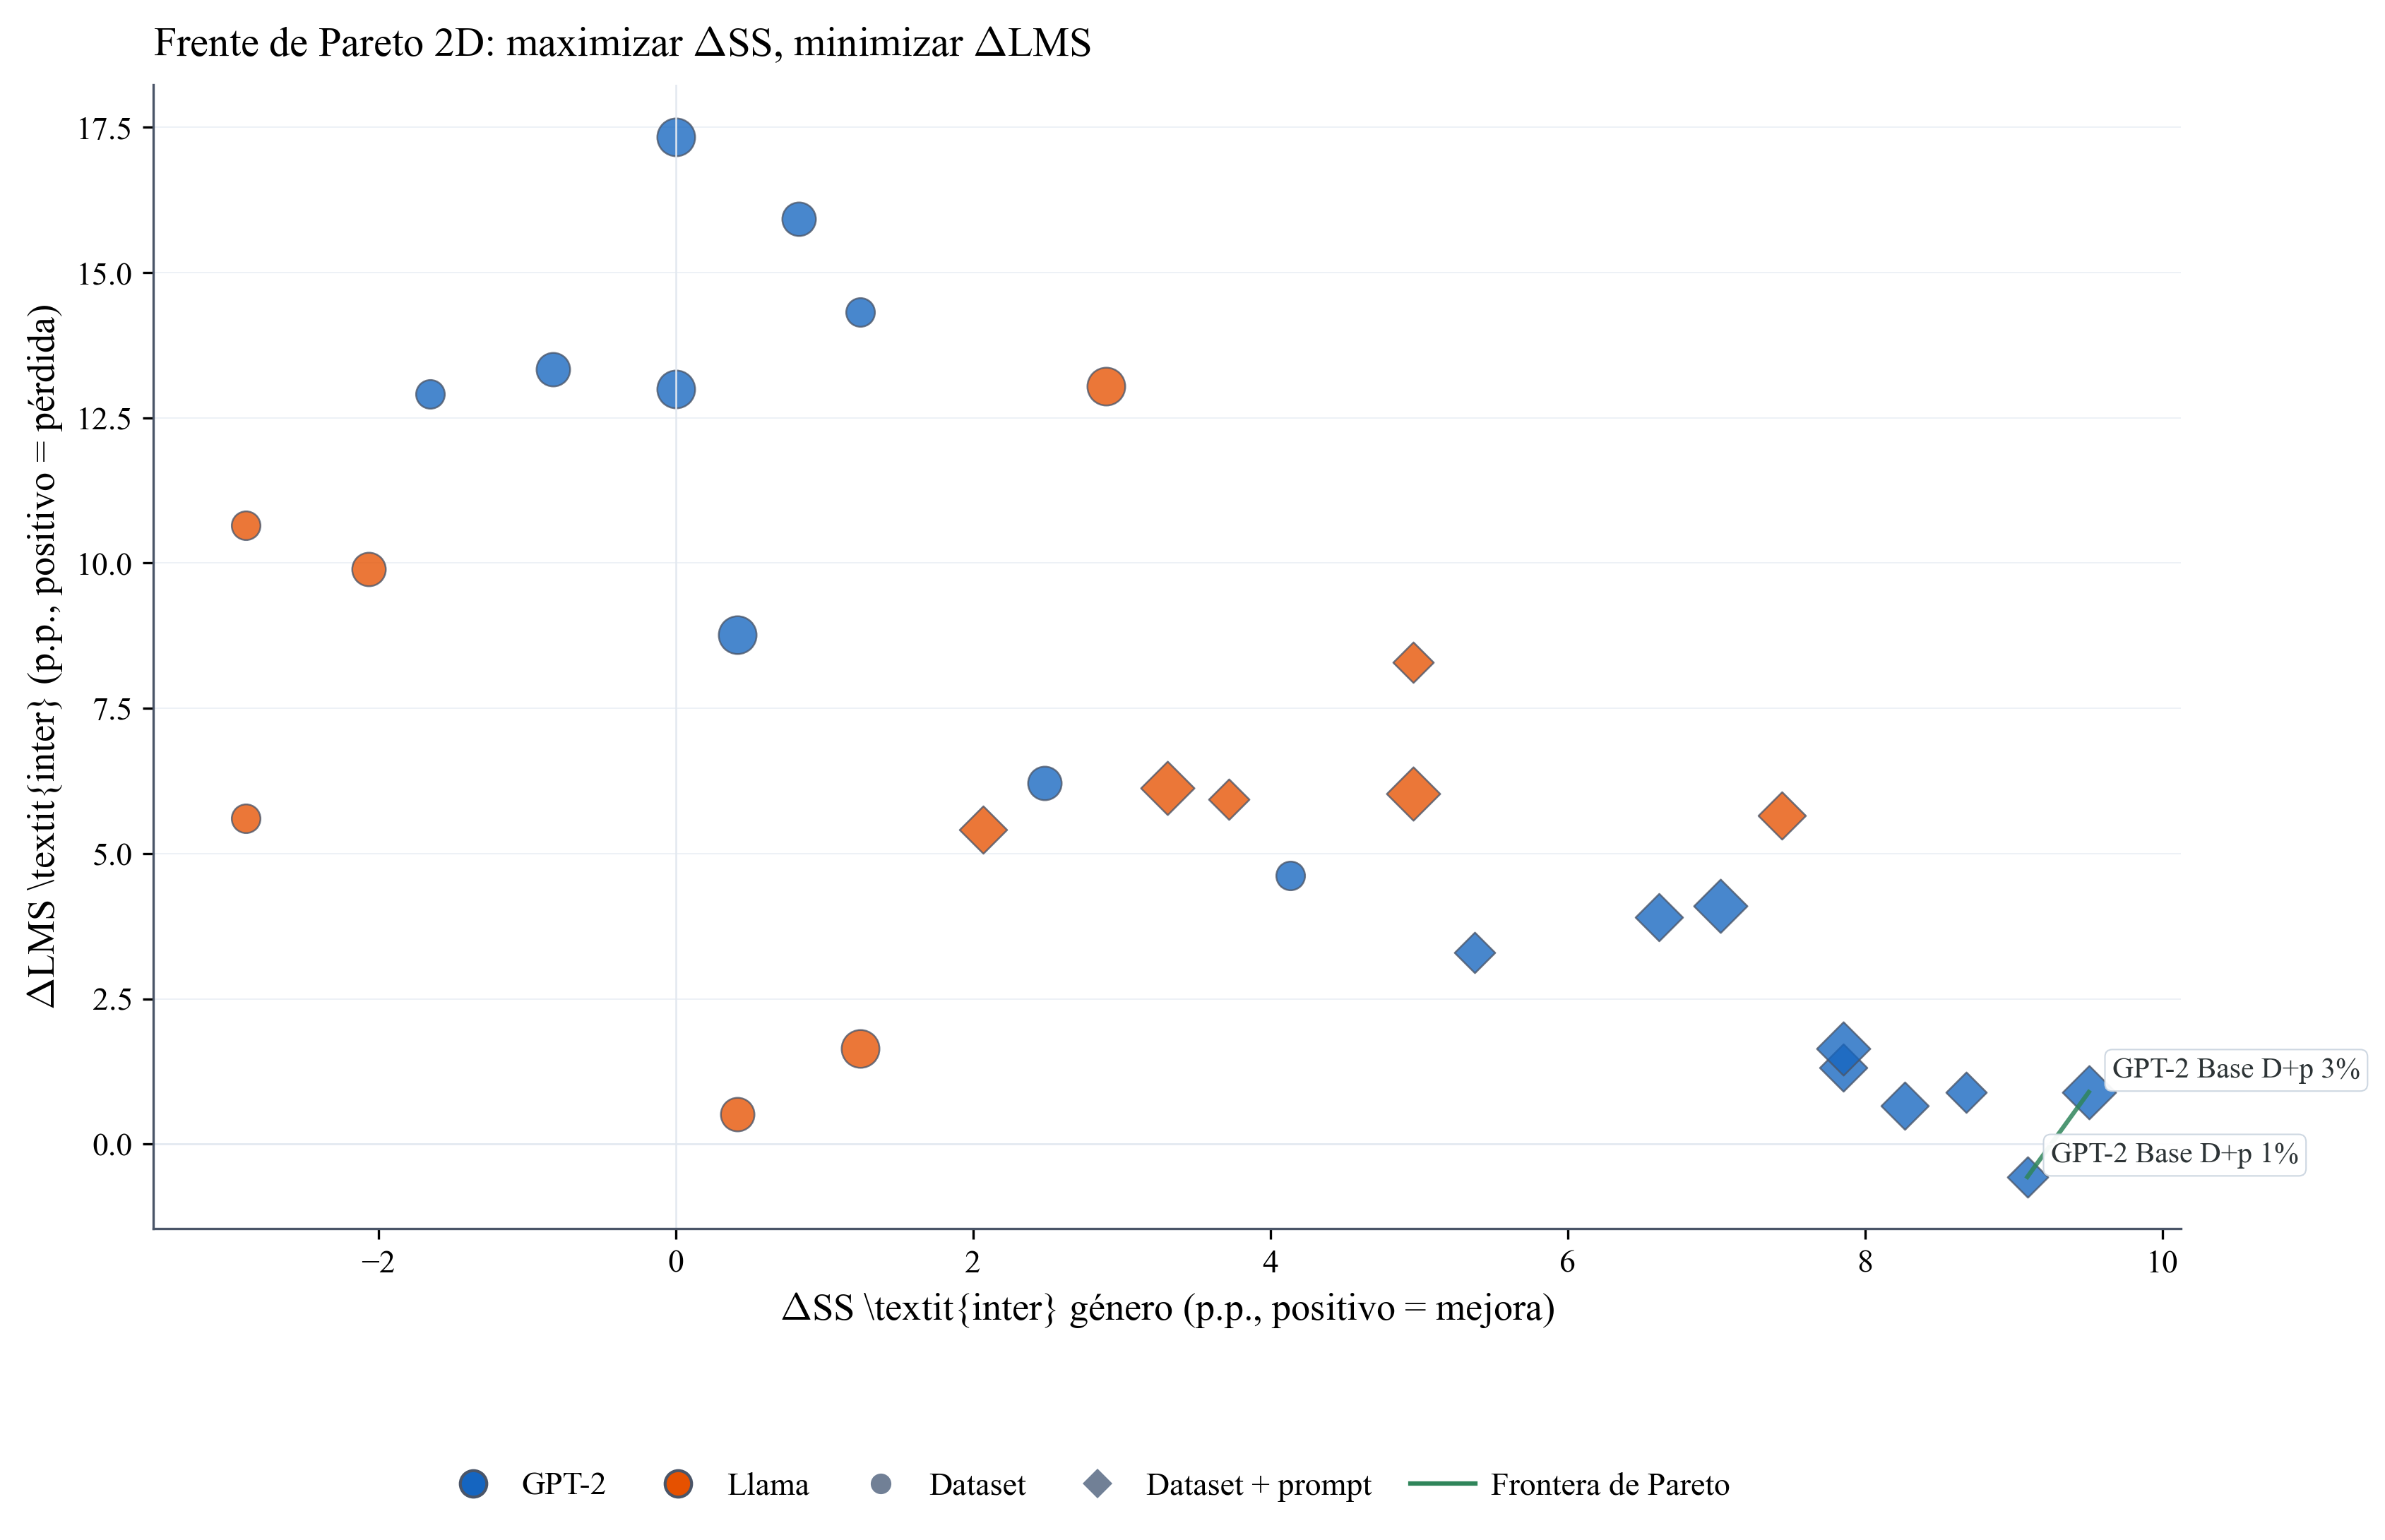 Frente de Pareto 2D: maximizar ΔSS, minimizar ΔLMS
ΔLMS \textit{inter} (p.p., positivo = pérdida)
17.5
15.0
12.5
10.0
7.5
5.0
2.5
0.0
GPT-2 Base D+p 3%
GPT-2 Base D+p 1%
−2
0
2
4
6
8
10
ΔSS \textit{inter} género (p.p., positivo = mejora)
GPT-2
Llama
Dataset
Dataset + prompt
Frontera de Pareto